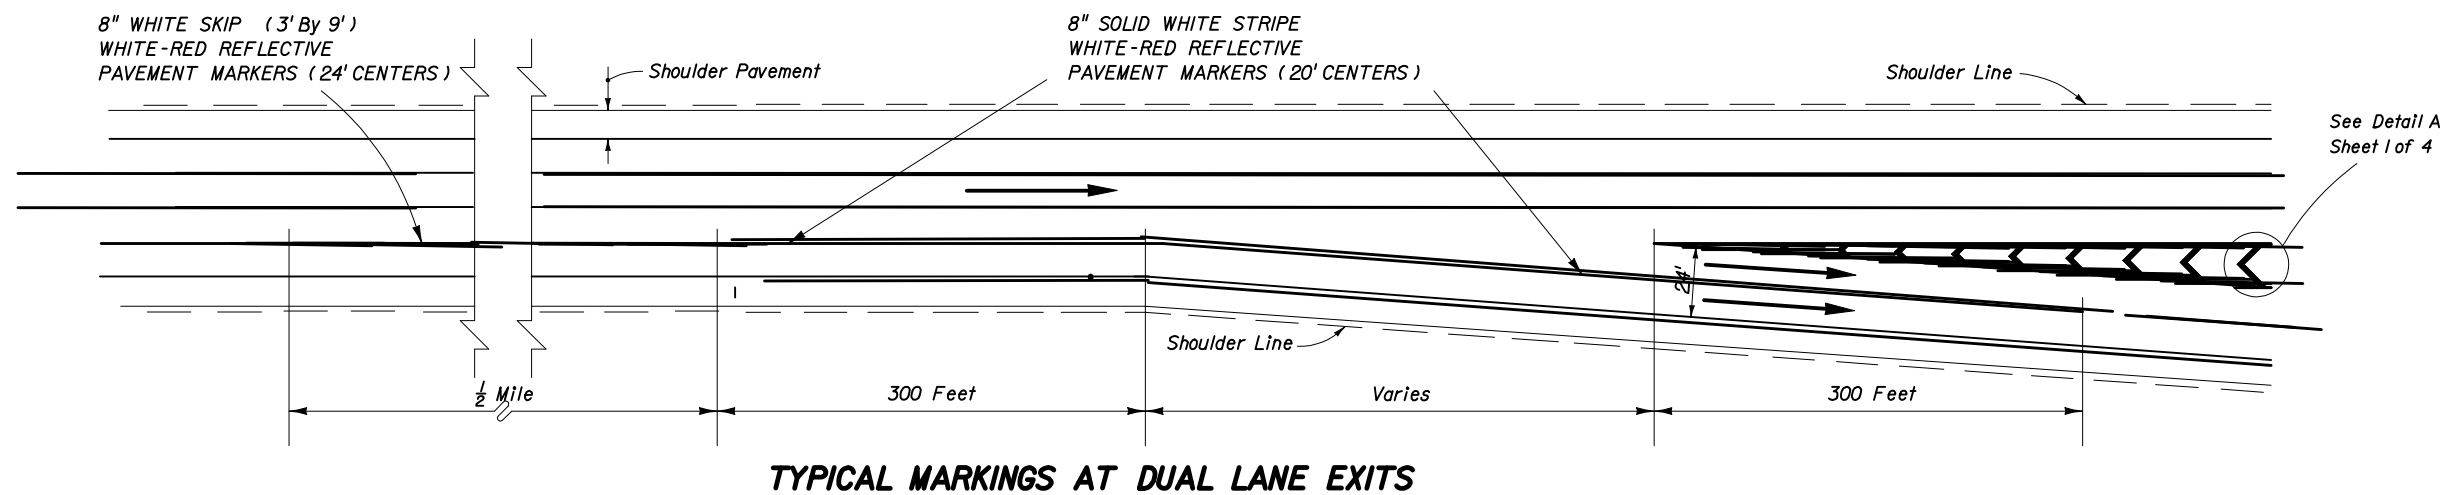 8" WHITE SKIP (3' By 9')
WHITE-RED REFLECTIVE
PAVEMENT MARKERS (24' CENTERS)
Shoulder Pavement
8" SOLID WHITE STRIPE
WHITE-RED REFLECTIVE
PAVEMENT MARKERS (20' CENTERS)
Shoulder Line
See Detail A
Sheet 1 of 4
24'
Shoulder Line
1/2 Mile
300 Feet
Varies
300 Feet
TYPICAL MARKINGS AT DUAL LANE EXITS